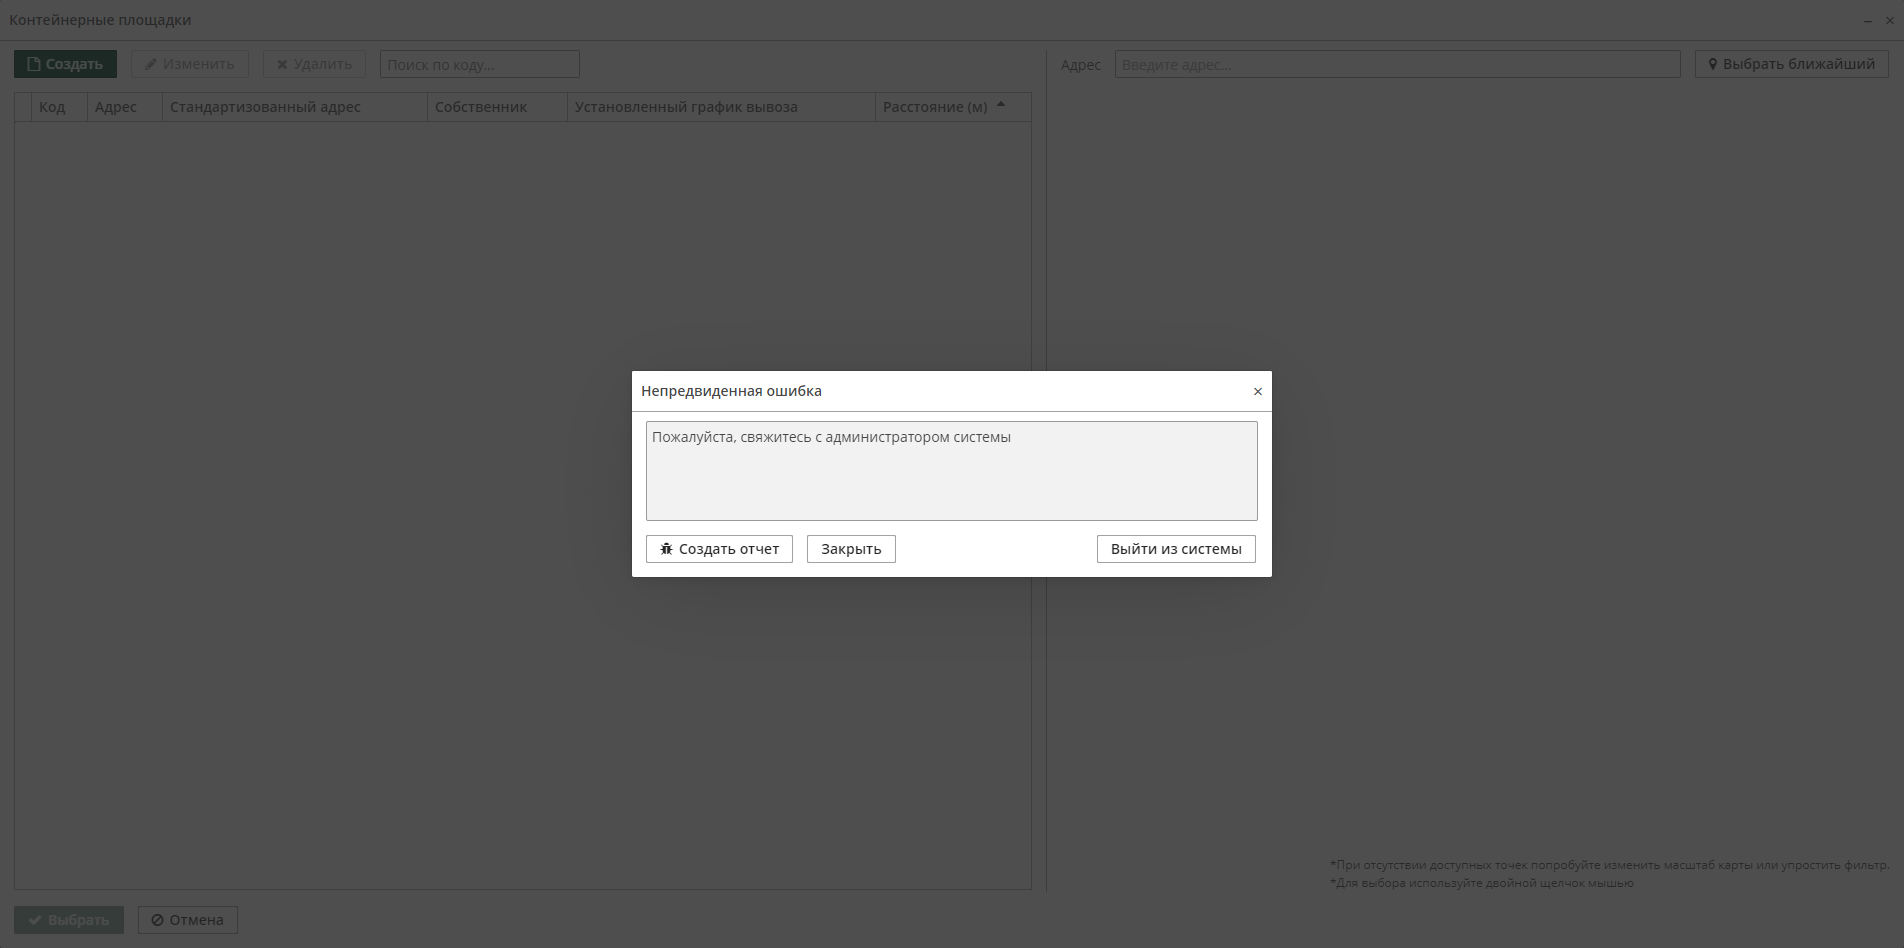 Контейнерные площадки
Создать Изменить Удалить Поиск по коду...
Адрес Введите адрес... Выбрать ближайший
Код Адрес Стандартизованный адрес Собственник Установленный график вывоза Расстояние (м)
Непредвиденная ошибка
Пожалуйста, свяжитесь с администратором системы
Создать отчет Закрыть Выйти из системы
*При отсутствии доступных точек попробуйте изменить масштаб карты или упростить фильтр.
*Для выбора используйте двойной щелчок мышью
Выбрать Отмена